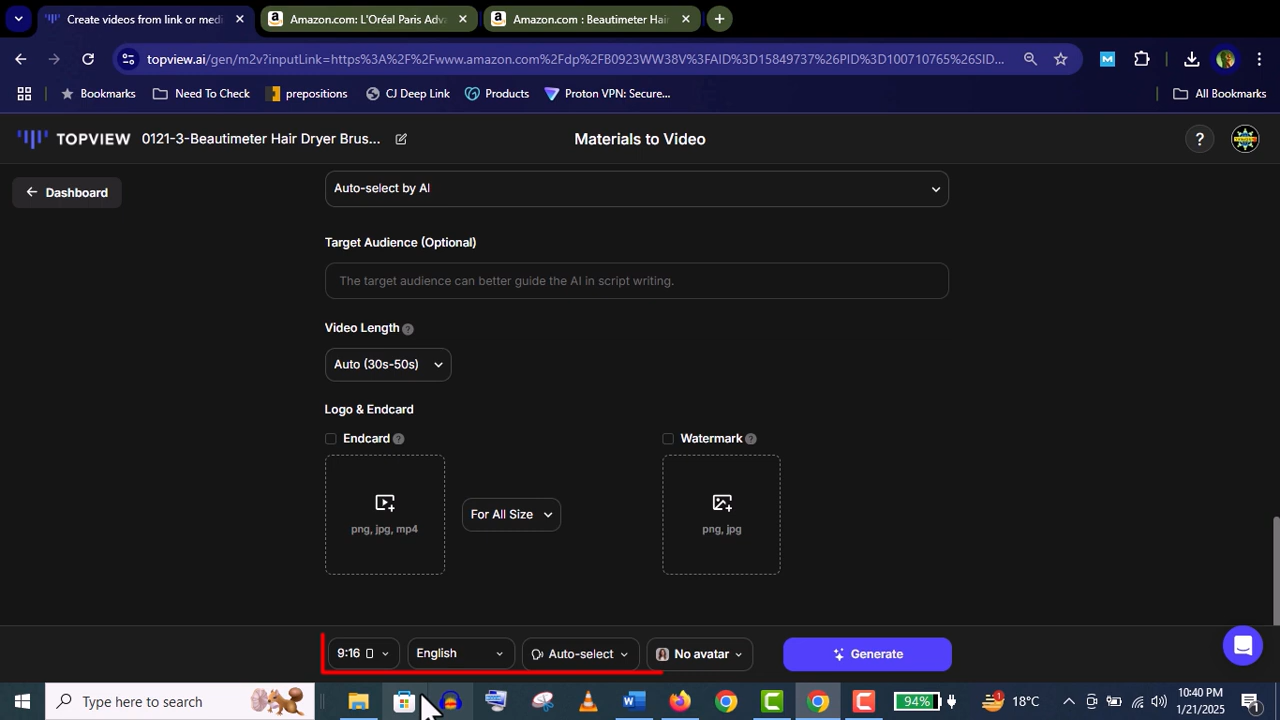 Create videos from link or medi
Amazon.com: L'Oréal Paris Adva
Amazon.com : Beautimeter Hair
topview.ai/gen/m2v?inputLink=https%3A%2F%2Fwww.amazon.com%2Fdp%2FB0923WW38V%3FAID%3D15849737%26PID%3D100710765%26SID...
Bookmarks
Need To Check
prepositions
CJ Deep Link
Products
Proton VPN: Secure...
All Bookmarks
TOPVIEW
0121-3-Beautimeter Hair Dryer Brus...
Materials to Video
?
Dashboard
Auto-select by AI
Target Audience (Optional)
The target audience can better guide the AI in script writing.
Video Length ?
Auto (30s-50s)
Logo & Endcard
Endcard ?
Watermark ?
png, jpg, mp4
For All Size
png, jpg
9:16
English
Auto-select
No avatar
Generate
Type here to search
94%
18°C
10:40 PM
1/21/2025